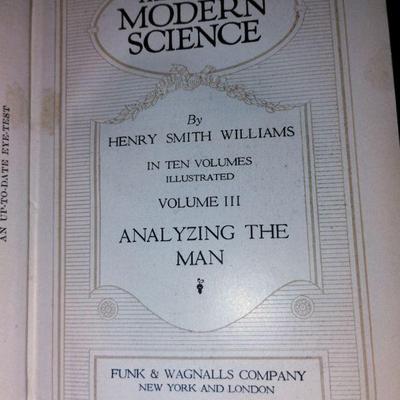 AN UP-TO-DATE EYE-TEST
MODERN
SCIENCE
By
HENRY SMITH WILLIAMS
IN TEN VOLUMES
ILLUSTRATED
VOLUME III
ANALYZING THE
MAN
FUNK & WAGNALLS COMPANY
NEW YORK AND LONDON